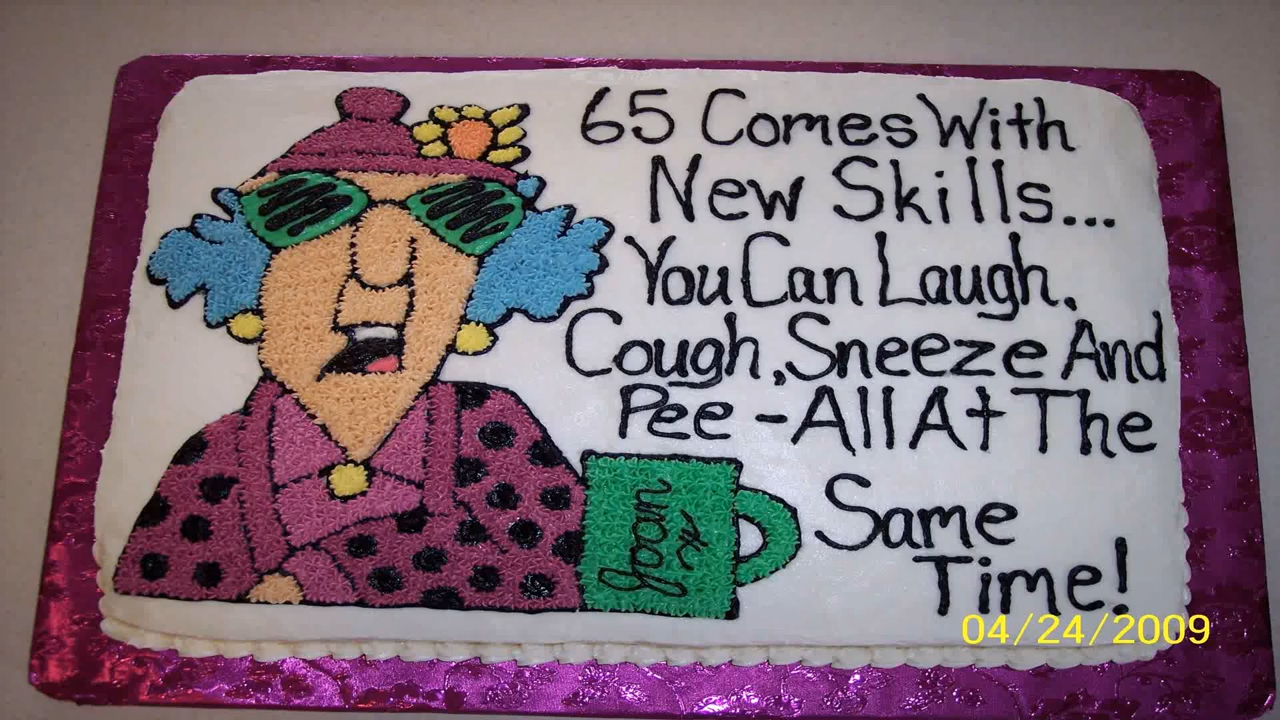 65 Comes With
New Skills...
You Can Laugh,
Cough, Sneeze And
Pee - All At The
Same
Time!
Joan
04/24/2009